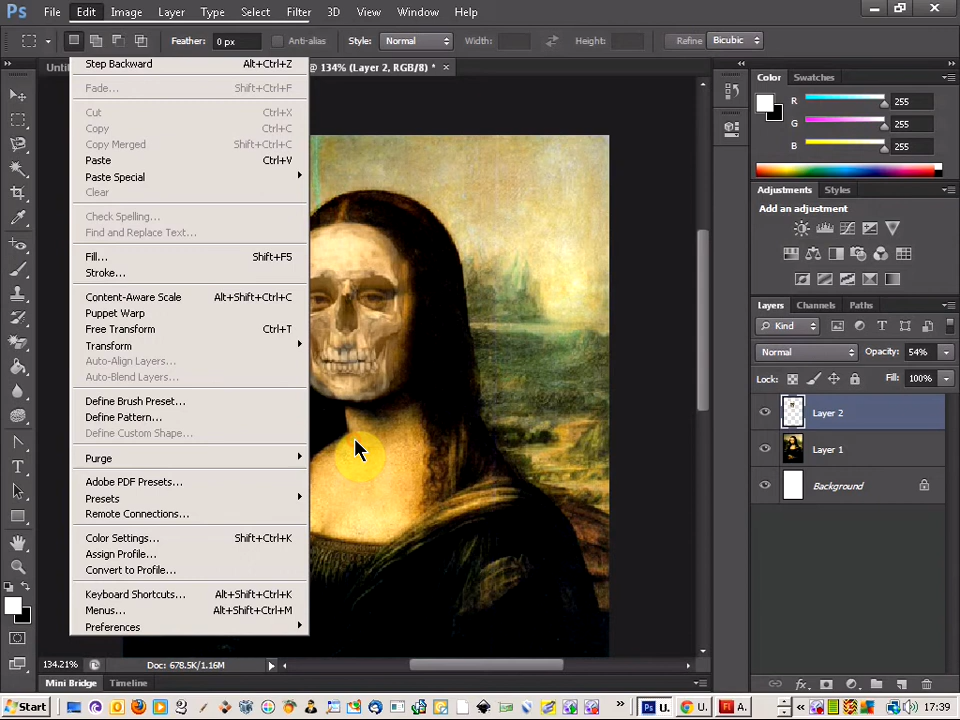 Ps File Edit Image Layer Type Select Filter 3D View Window Help
Feather: 0 px Anti-alias Style: Normal Width: Height: Refine Bicubic
@ 134% (Layer 2, RGB/8) * ×
Step Backward Alt+Ctrl+Z
Fade... Shift+Ctrl+F
Cut Ctrl+X
Copy Ctrl+C
Copy Merged Shift+Ctrl+C
Paste Ctrl+V
Paste Special
Clear
Check Spelling...
Find and Replace Text...
Fill... Shift+F5
Stroke...
Content-Aware Scale Alt+Shift+Ctrl+C
Puppet Warp
Free Transform Ctrl+T
Transform
Auto-Align Layers...
Auto-Blend Layers...
Define Brush Preset...
Define Pattern...
Define Custom Shape...
Purge
Adobe PDF Presets...
Presets
Remote Connections...
Color Settings... Shift+Ctrl+K
Assign Profile...
Convert to Profile...
Keyboard Shortcuts... Alt+Shift+Ctrl+K
Menus... Alt+Shift+Ctrl+M
Preferences
Color Swatches
R 255
G 255
B 255
Adjustments Styles
Add an adjustment
Layers Channels Paths
Kind
Normal Opacity: 54%
Lock: Fill: 100%
Layer 2
Layer 1
Background
134.21% Doc: 678.5K/1.16M
Mini Bridge Timeline
Start Ps U. U. Fl A. 17:39